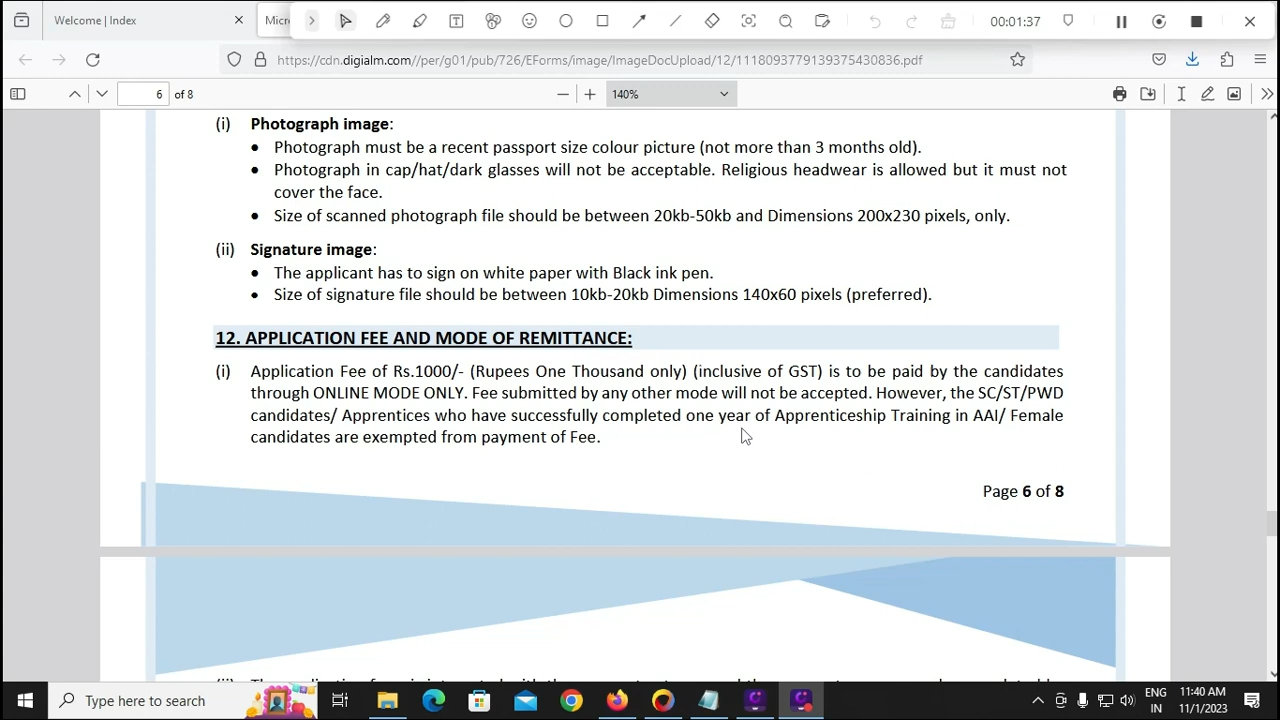 Welcome | Index
Micro
00:01:37
https://cdn.digialm.com//per/g01/pub/726/EForms/image/ImageDocUpload/12/1118093779139375430836.pdf
6 of 8
140%
(i) Photograph image:
• Photograph must be a recent passport size colour picture (not more than 3 months old).
• Photograph in cap/hat/dark glasses will not be acceptable. Religious headwear is allowed but it must not
cover the face.
• Size of scanned photograph file should be between 20kb-50kb and Dimensions 200x230 pixels, only.
(ii) Signature image:
• The applicant has to sign on white paper with Black ink pen.
• Size of signature file should be between 10kb-20kb Dimensions 140x60 pixels (preferred).
12. APPLICATION FEE AND MODE OF REMITTANCE:
(i) Application Fee of Rs.1000/- (Rupees One Thousand only) (inclusive of GST) is to be paid by the candidates
through ONLINE MODE ONLY. Fee submitted by any other mode will not be accepted. However, the SC/ST/PWD
candidates/ Apprentices who have successfully completed one year of Apprenticeship Training in AAI/ Female
candidates are exempted from payment of Fee.
Page 6 of 8
Type here to search
ENG
IN
11:40 AM
11/1/2023